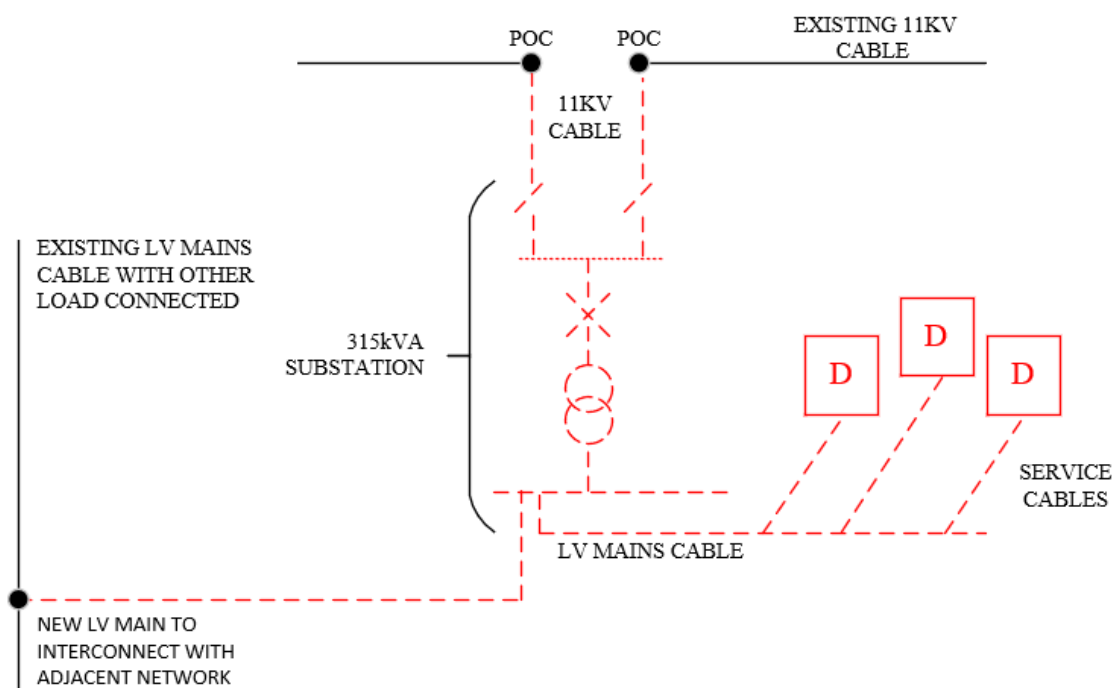 POC
POC
EXISTING 11KV
CABLE
11KV
CABLE
EXISTING LV MAINS
CABLE WITH OTHER
LOAD CONNECTED
315kVA
SUBSTATION
D
D
D
SERVICE
CABLES
LV MAINS CABLE
NEW LV MAIN TO
INTERCONNECT WITH
ADJACENT NETWORK